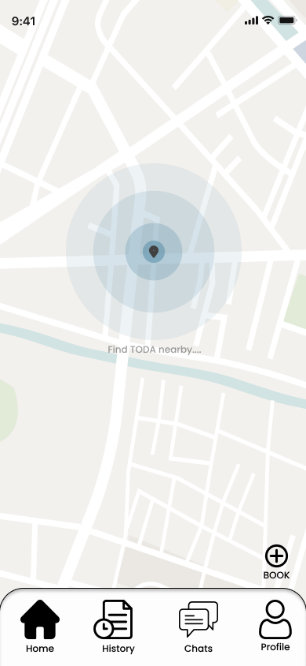 9:41
Find TODA nearby....
BOOK
Home
History
Chats
Profile